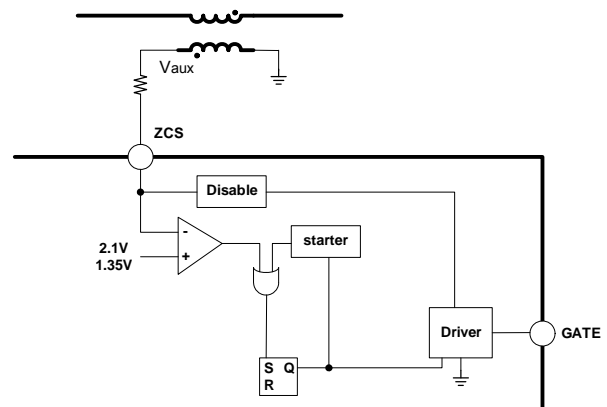 Vaux
ZCS
Disable
-
+
2.1V
1.35V
starter
Driver
GATE
S Q
R